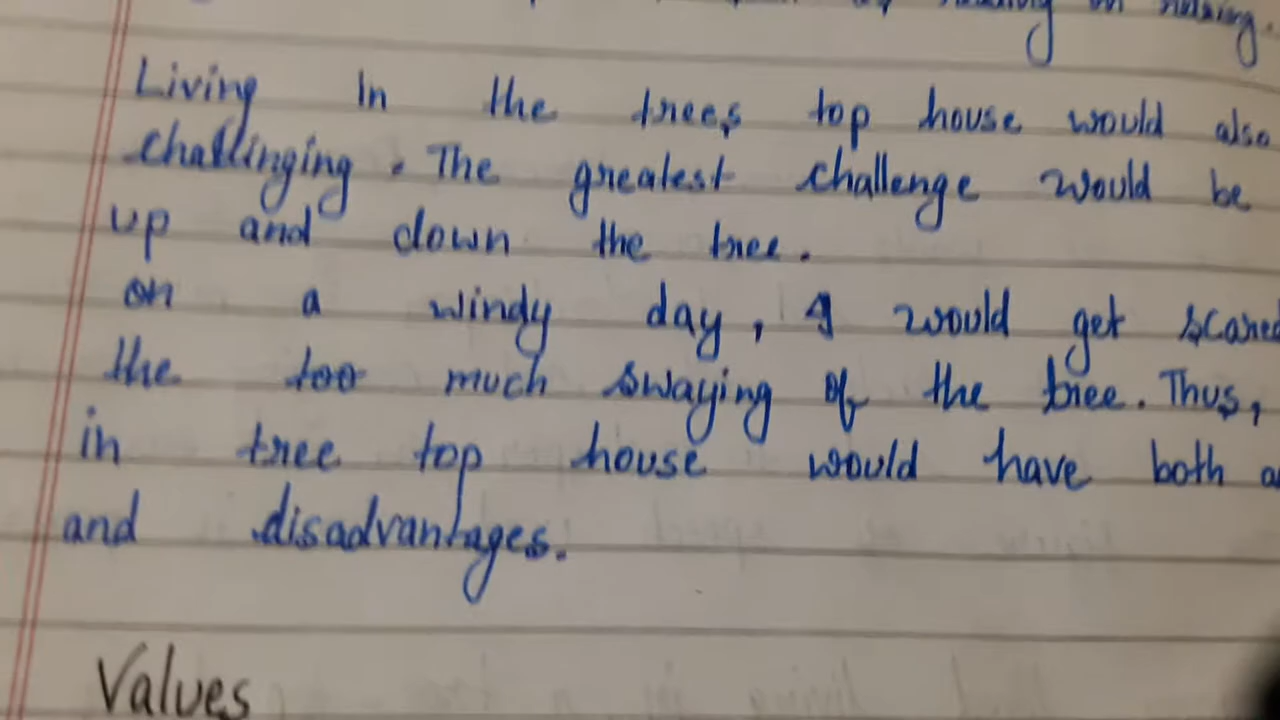 on
Living In the trees top house would also
challinging. The greatest challenge would be
up and down the tree.
on a windy day, I would get scared
the too much swaying of the tree. Thus,
in tree top house would have both
and disadvantages.
Values